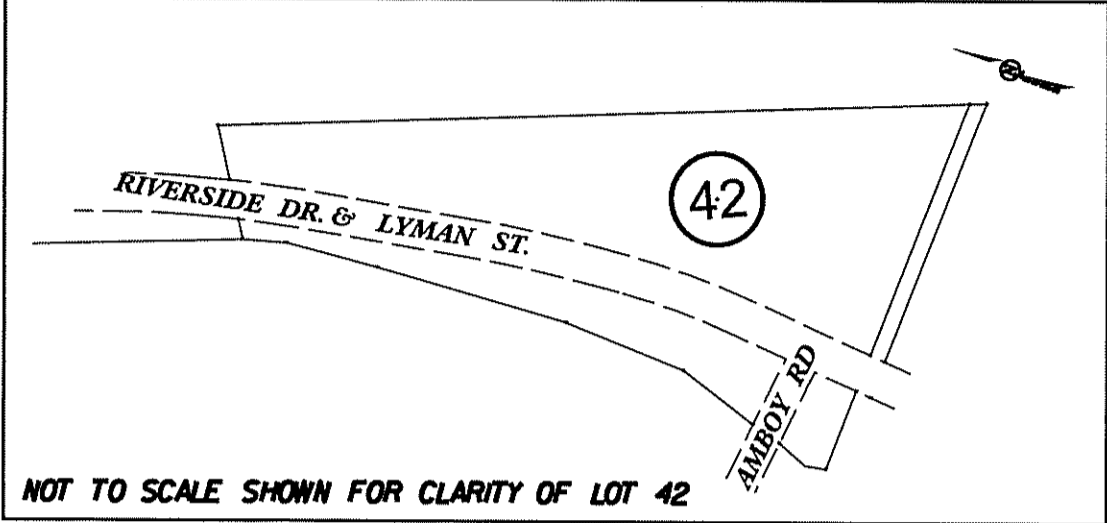 N
42
RIVERSIDE DR. & LYMAN ST.
AMBOY RD
NOT TO SCALE SHOWN FOR CLARITY OF LOT 42